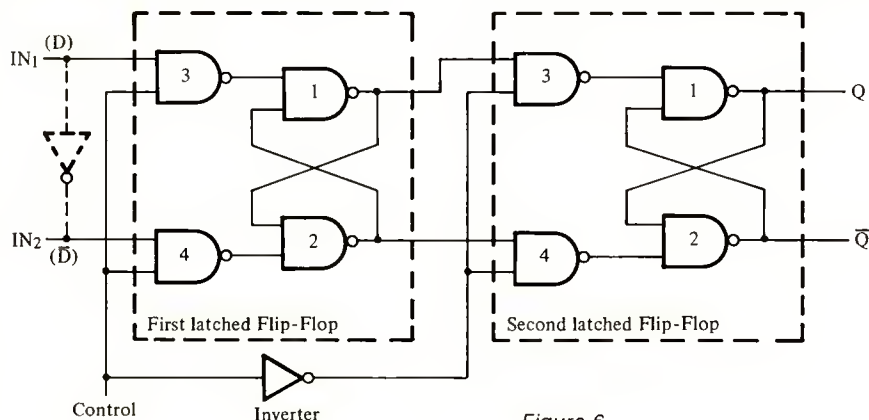 (D)
IN₁
3
1
3
1
Q
IN₂
(D̄)
4
2
4
2
Q̄
First latched Flip-Flop
Second latched Flip-Flop
Control
Inverter
Figure 6